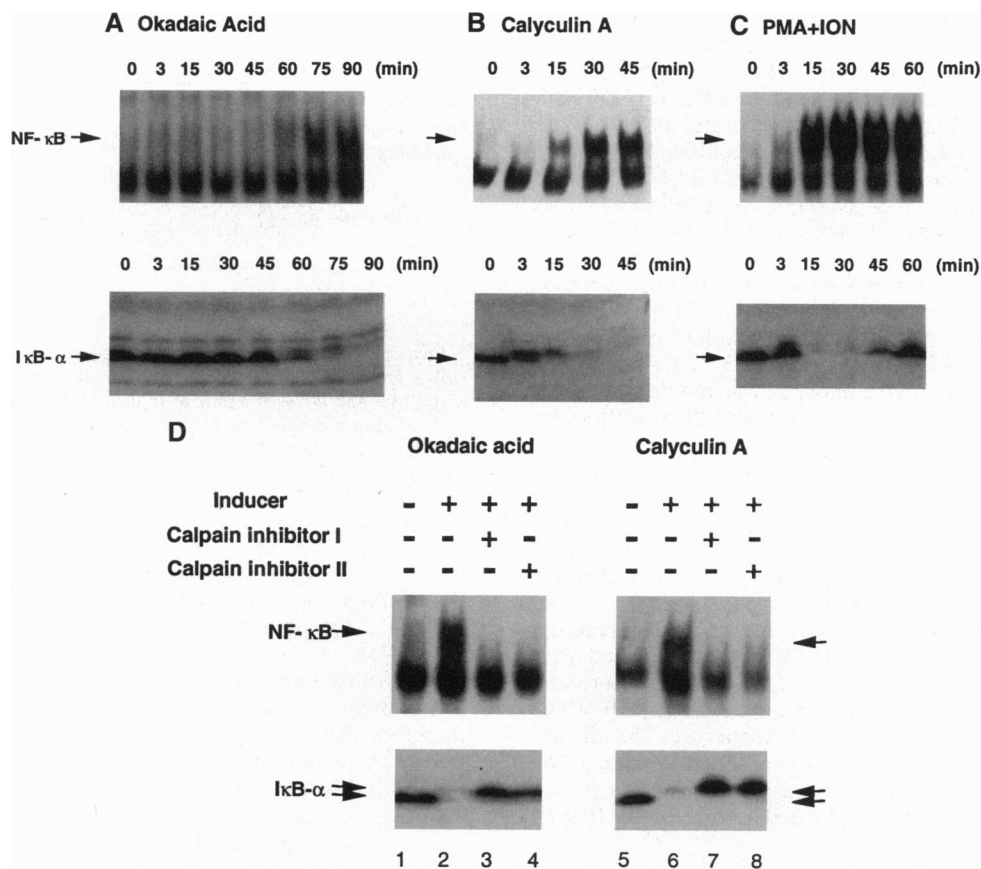 A Okadaic Acid B Calyculin A C PMA+ION
0 3 15 30 45 60 75 90 (min) 0 3 15 30 45 (min) 0 3 15 30 45 60 (min)
NF-κB
0 3 15 30 45 60 75 90 (min) 0 3 15 30 45 (min) 0 3 15 30 45 60 (min)
IκB-α
D
Okadaic acid Calyculin A
Inducer - + + + - + + +
Calpain inhibitor I - - + - - - + -
Calpain inhibitor II - - - + - - - +
NF-κB
IκB-α
1 2 3 4 5 6 7 8